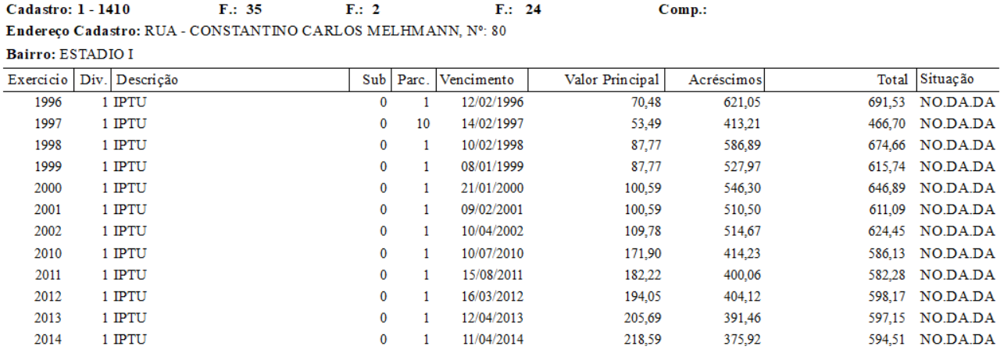 Cadastro: 1 - 1410 F.: 35 F.: 2 F.: 24 Comp.:
Endereço Cadastro: RUA - CONSTANTINO CARLOS MELHMANN, Nº: 80
Bairro: ESTADIO I
Exercicio Div. Descrição Sub Parc. Vencimento Valor Principal Acréscimos Total Situação
1996 1 IPTU 0 1 12/02/1996 70,48 621,05 691,53 NO.DA.DA
1997 1 IPTU 0 10 14/02/1997 53,49 413,21 466,70 NO.DA.DA
1998 1 IPTU 0 1 10/02/1998 87,77 586,89 674,66 NO.DA.DA
1999 1 IPTU 0 1 08/01/1999 87,77 527,97 615,74 NO.DA.DA
2000 1 IPTU 0 1 21/01/2000 100,59 546,30 646,89 NO.DA.DA
2001 1 IPTU 0 1 09/02/2001 100,59 510,50 611,09 NO.DA.DA
2002 1 IPTU 0 1 10/04/2002 109,78 514,67 624,45 NO.DA.DA
2010 1 IPTU 0 1 10/07/2010 171,90 414,23 586,13 NO.DA.DA
2011 1 IPTU 0 1 15/08/2011 182,22 400,06 582,28 NO.DA.DA
2012 1 IPTU 0 1 16/03/2012 194,05 404,12 598,17 NO.DA.DA
2013 1 IPTU 0 1 12/04/2013 205,69 391,46 597,15 NO.DA.DA
2014 1 IPTU 0 1 11/04/2014 218,59 375,92 594,51 NO.DA.DA